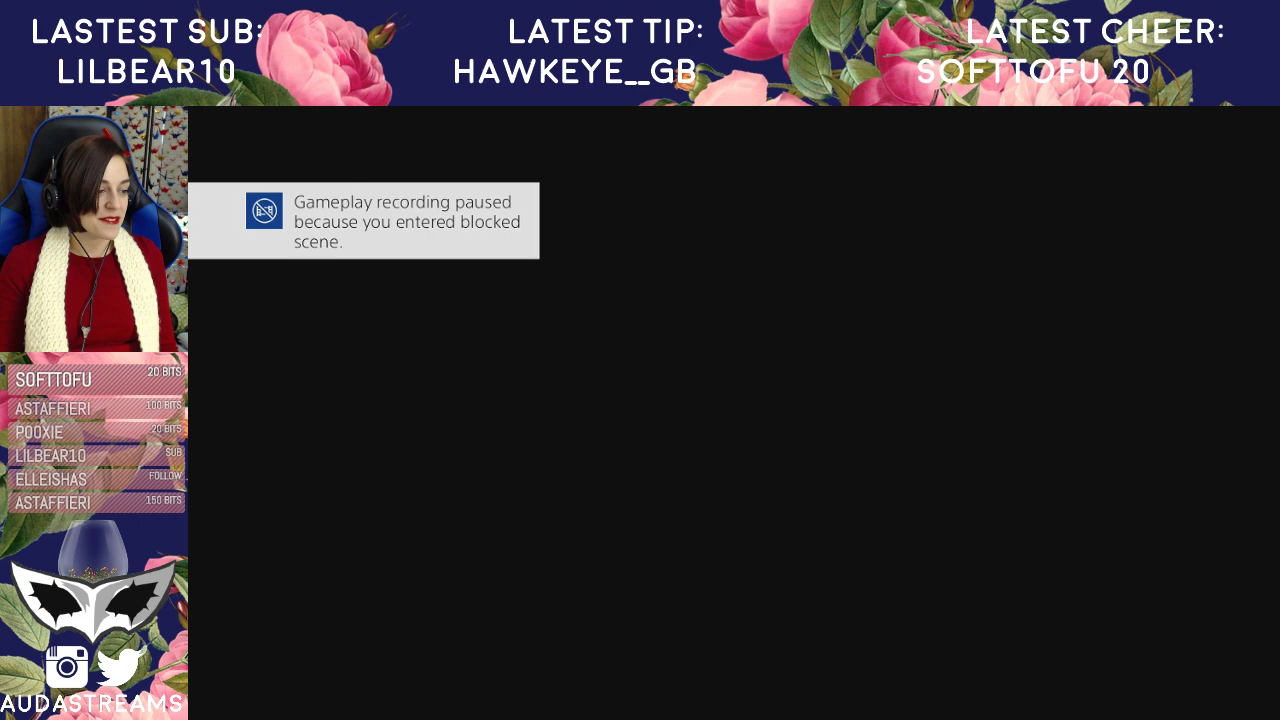 LASTEST SUB:
LILBEAR10
LATEST TIP:
HAWKEYE__GB
LATEST CHEER:
SOFTTOFU 20
Gameplay recording paused
because you entered blocked
scene.
SOFTTOFU 20 BITS
ASTAFFIERI 100 BITS
POOXIE 20 BITS
LILBEAR10 SUB
ELLEISHAS FOLLOW
ASTAFFIERI 150 BITS
AUDASTREAMS